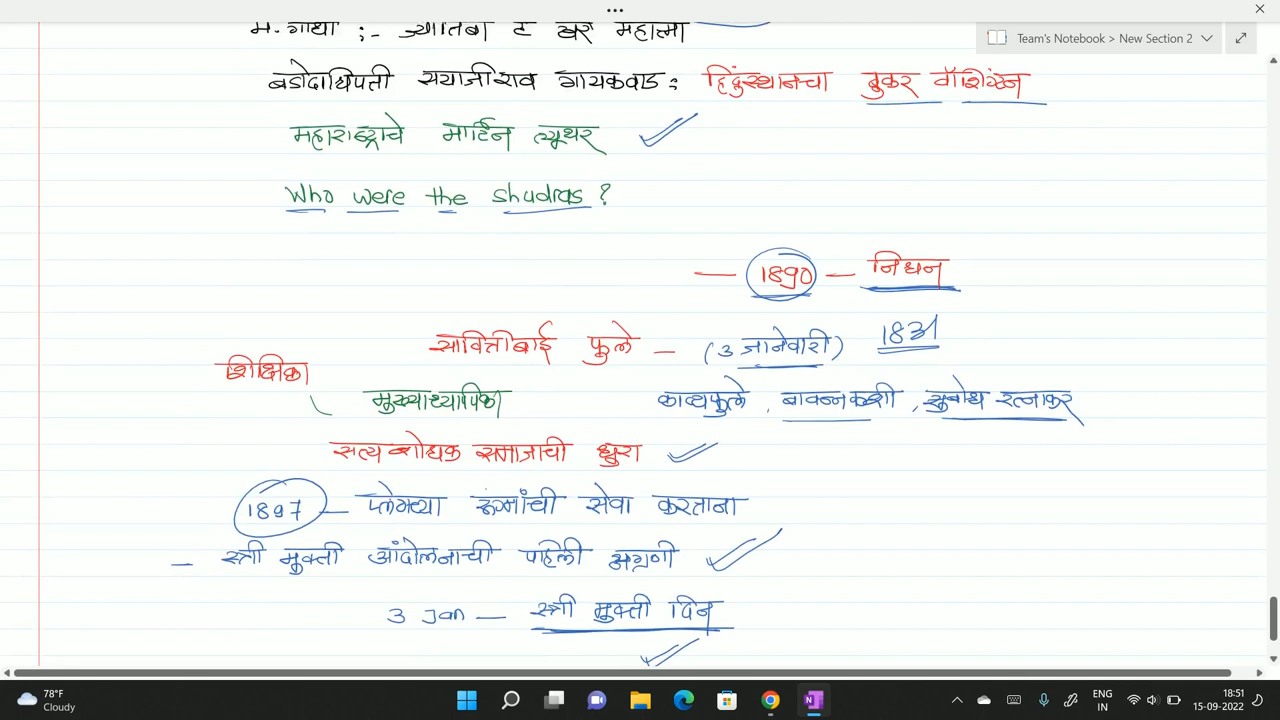 म. गांधी :- ज्योतिबा हे खरे महात्मा
Team's Notebook > New Section 2
बडोदाधिपती सयाजीराव गायकवाड : हिंदुस्थानचा बुकर वॉशिंग्टन
महाराष्ट्राचे मार्टिन ल्यूथर
Who were the shudras ?
— 1890 — निधन
सावित्रीबाई फुले — (3 जानेवारी) 1831
शिक्षिका
मुख्याध्यापिका काव्यफुले, बावन्नकशी, सुबोध रत्नाकर
सत्यशोधक समाजाची धुरा
1897 — प्लेगच्या रुग्णांची सेवा करताना
— स्त्री मुक्ती आंदोलनाची पहिली अग्रणी
3 Jan — स्त्री मुक्ती दिन
78°F
Cloudy
ENG
IN
18:51
15-09-2022